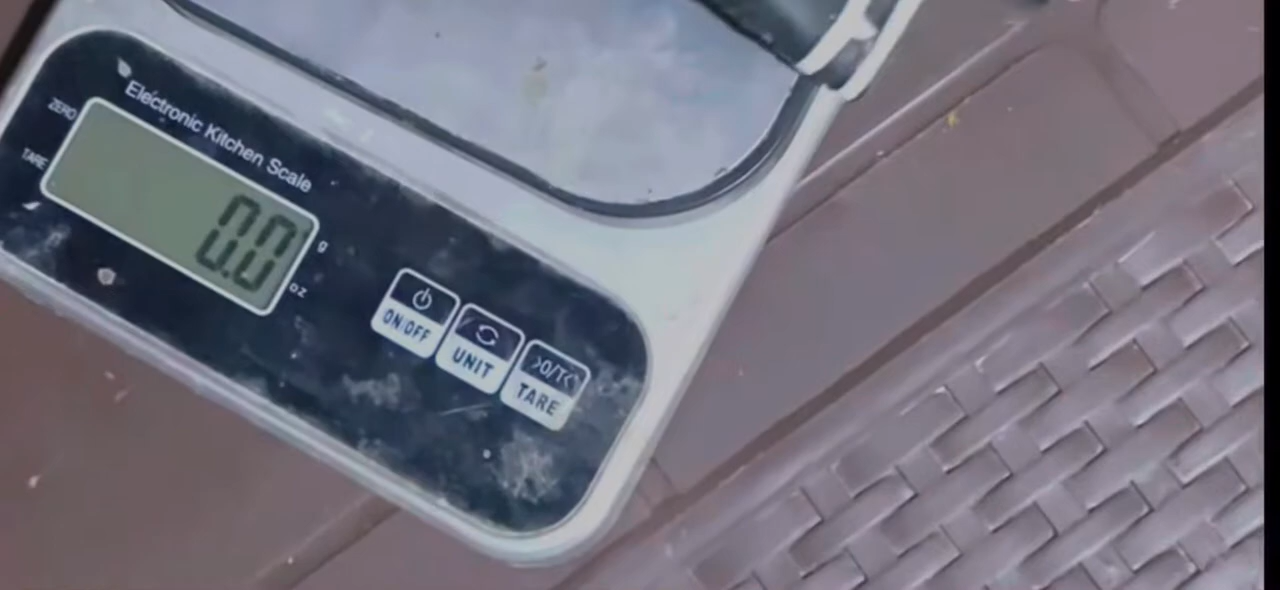 Electronic Kitchen Scale
ZERO
TARE
0.0
g
oz
ON/OFF
UNIT
>0/T<
TARE